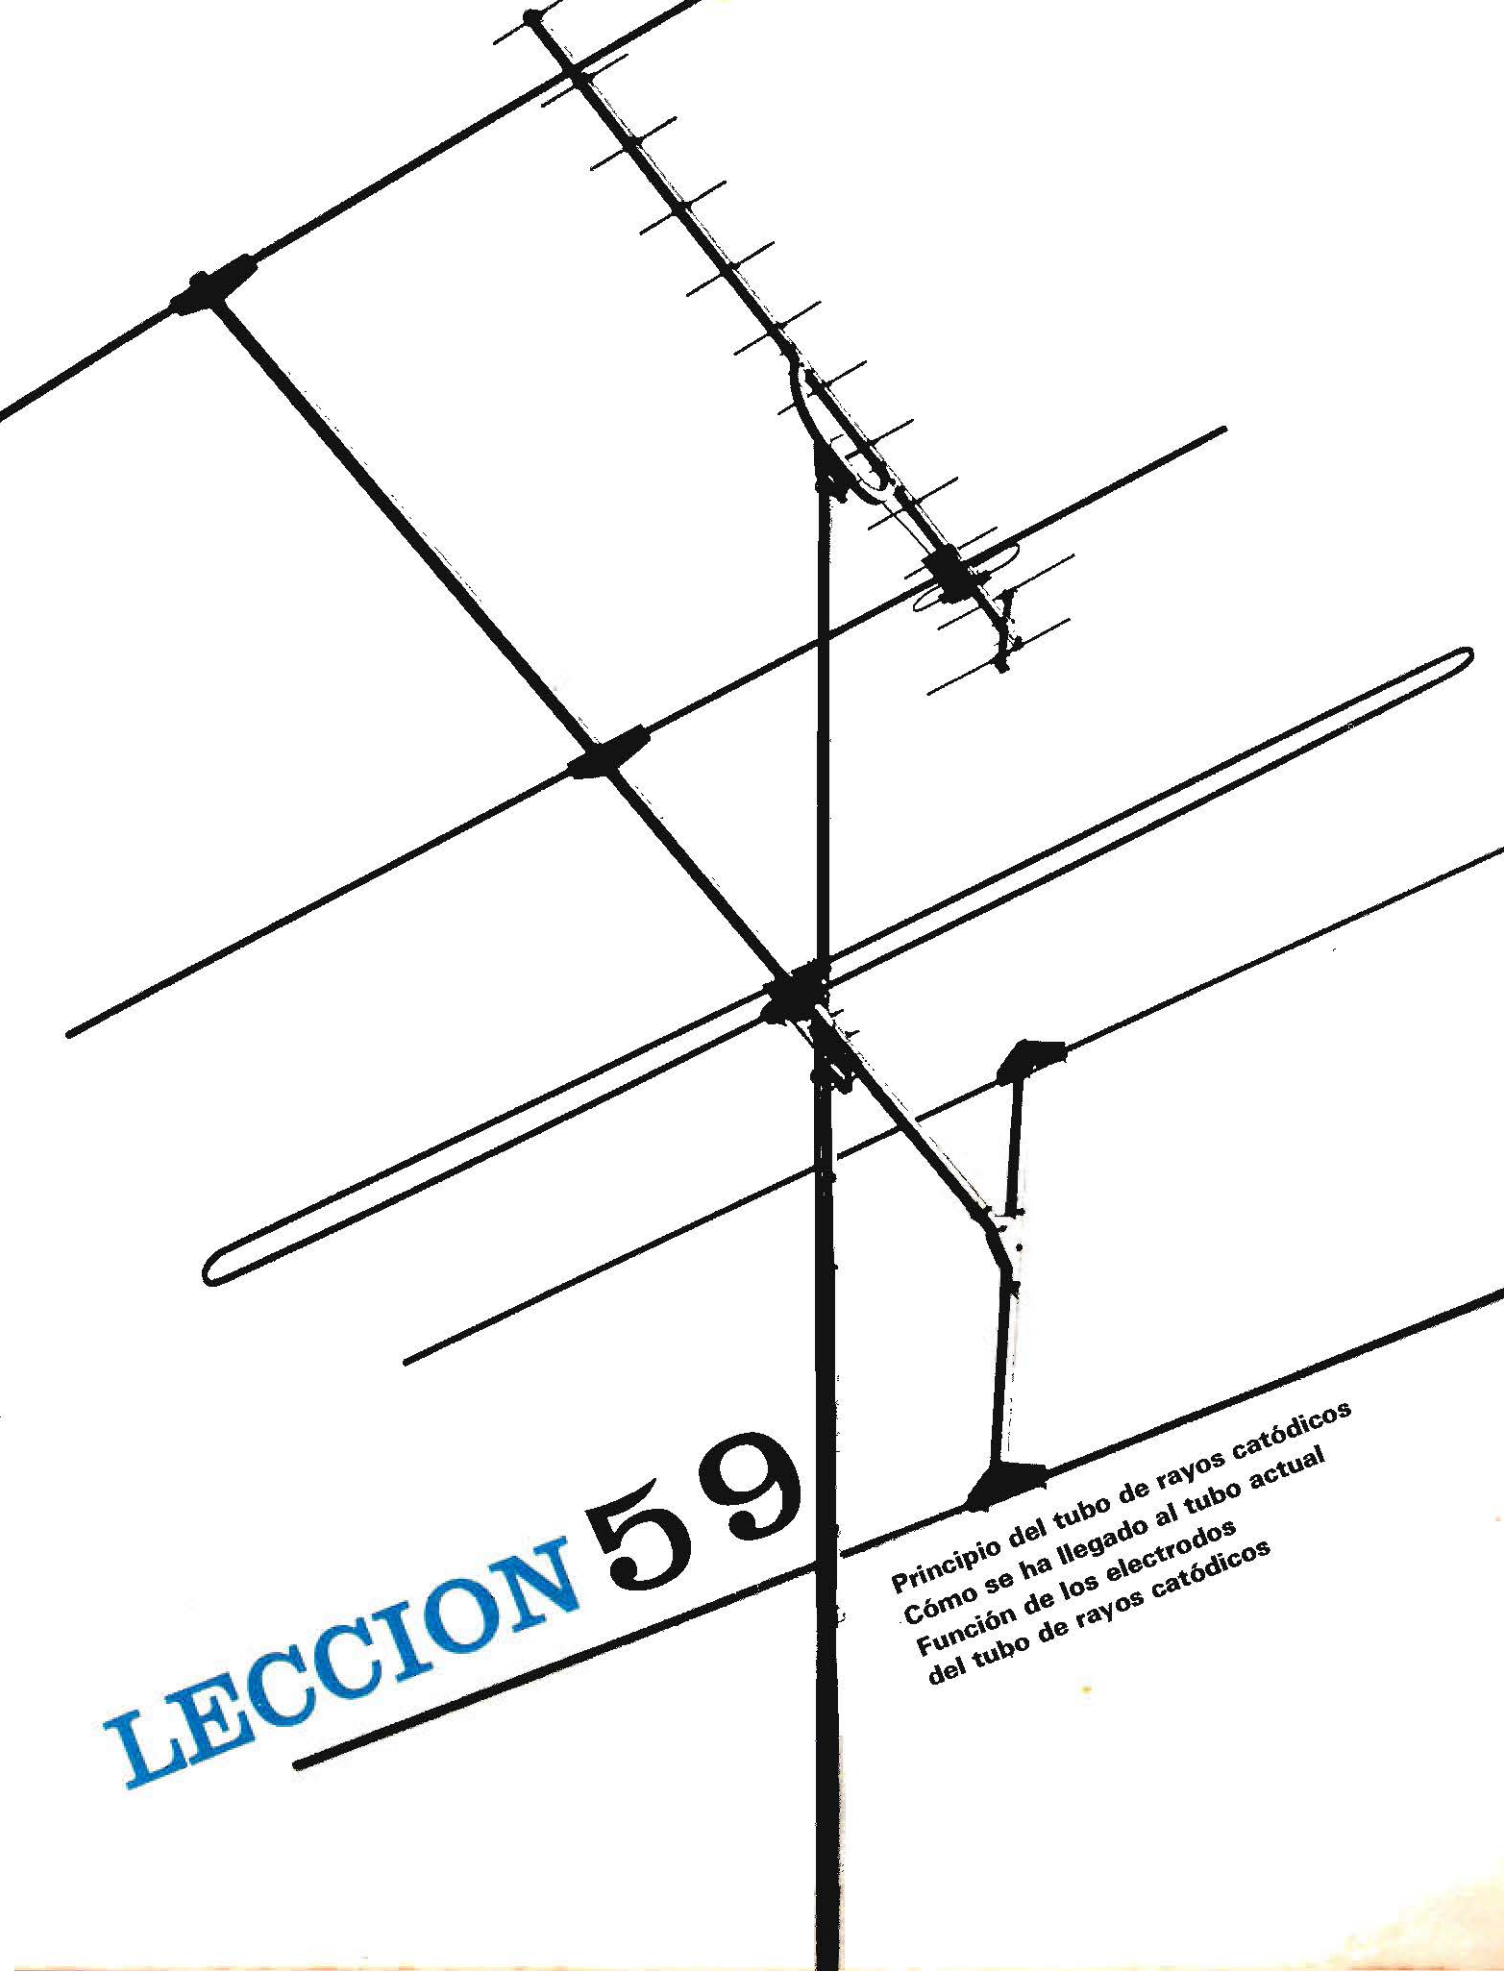 LECCION 59
Principio del tubo de rayos catódicos
Cómo se ha llegado al tubo actual
Función de los electrodos
del tubo de rayos catódicos